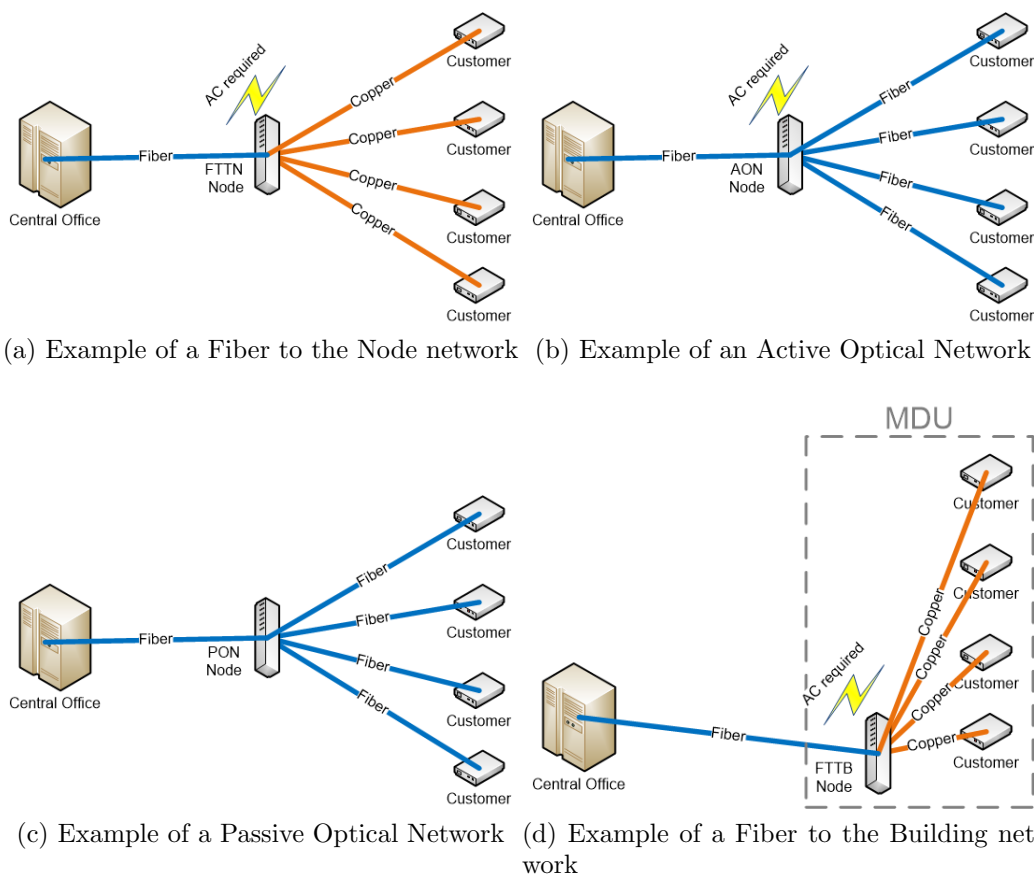 AC required
Copper
Customer
Copper
Customer
Fiber
FTTN
Node
Copper
Customer
Copper
Customer
Central Office
(a) Example of a Fiber to the Node network
AC required
Fiber
Customer
Fiber
Customer
Fiber
AON
Node
Fiber
Customer
Fiber
Customer
Central Office
(b) Example of an Active Optical Network
Fiber
Customer
Fiber
Customer
Fiber
PON
Node
Fiber
Customer
Fiber
Customer
Central Office
(c) Example of a Passive Optical Network
MDU
Customer
Copper
Customer
Copper
AC required
Customer
Copper
Fiber
Copper
Customer
FTTB
Node
Central Office
(d) Example of a Fiber to the Building net
work